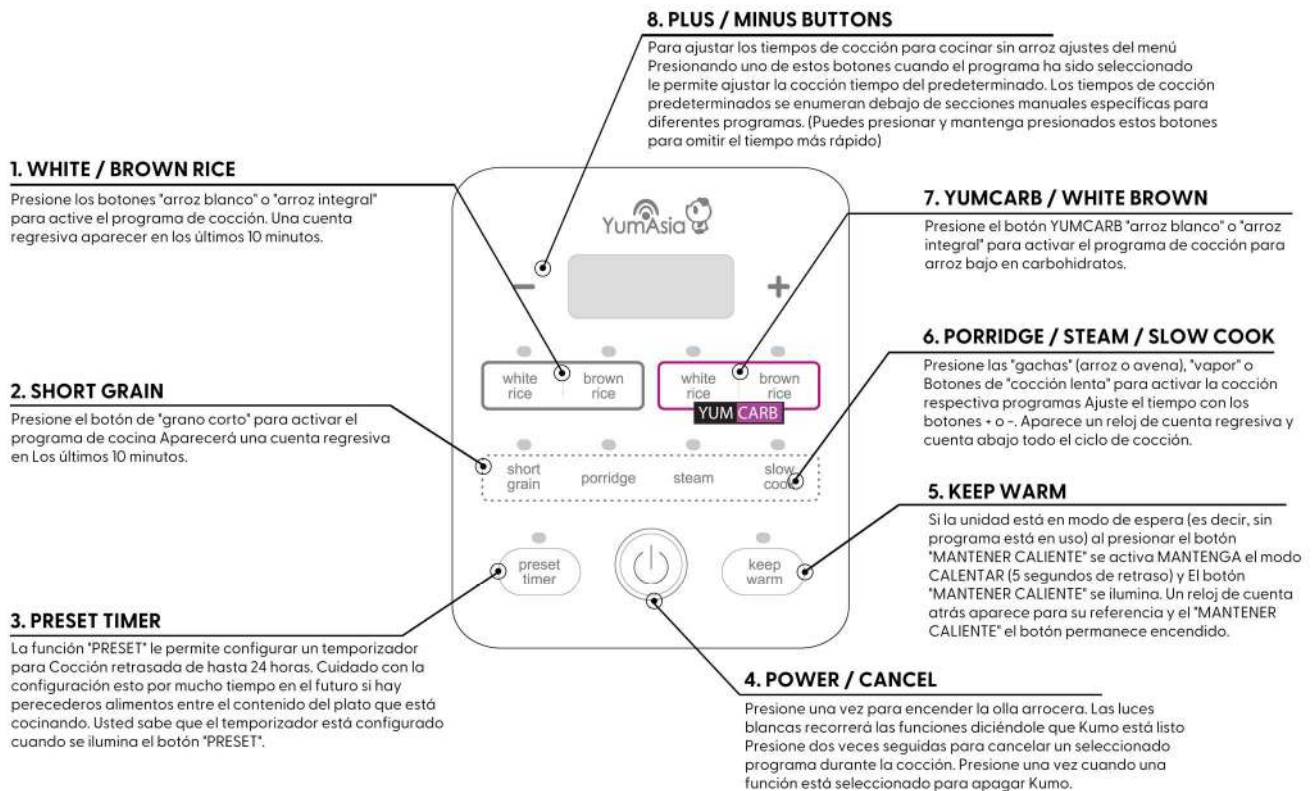 8. PLUS / MINUS BUTTONS
Para ajustar los tiempos de cocción para cocinar sin arroz ajustes del menú
Presionando uno de estos botones cuando el programa ha sido seleccionado
le permite ajustar la cocción tiempo del predeterminado. Los tiempos de cocción
predeterminados se enumeran debajo de secciones manuales específicas para
diferentes programas. (Puedes presionar y mantenga presionados estos botones
para omitir el tiempo más rápido)
1. WHITE / BROWN RICE
Presione los botones "arroz blanco" o "arroz integral"
para active el programa de cocción. Una cuenta
regresiva aparecer en los últimos 10 minutos.
7. YUMCARB / WHITE BROWN
Presione el botón YUMCARB "arroz blanco" o "arroz
integral" para activar el programa de cocción para
arroz bajo en carbohidratos.
YumAsia
− +
white rice
brown rice
white rice
brown rice
YUM CARB
2. SHORT GRAIN
Presione el botón de "grano corto" para activar el
programa de cocina Aparecerá una cuenta regresiva
en Los últimos 10 minutos.
6. PORRIDGE / STEAM / SLOW COOK
Presione las "gachas" (arroz o avena), "vapor" o
Botones de "cocción lenta" para activar la cocción
respectiva programas Ajuste el tiempo con los
botones + o -. Aparece un reloj de cuenta regresiva y
cuenta abajo todo el ciclo de cocción.
short grain
porridge
steam
slow cook
5. KEEP WARM
Si la unidad está en modo de espera (es decir, sin
programa está en uso) al presionar el botón
"MANTENER CALIENTE" se activa MANTENGA el modo
CALENTAR (5 segundos de retraso) y El botón
"MANTENER CALIENTE" se ilumina. Un reloj de cuenta
atrás aparece para su referencia y el "MANTENER
CALIENTE" el botón permanece encendido.
preset timer
keep warm
3. PRESET TIMER
La función "PRESET" le permite configurar un temporizador
para Cocción retrasada de hasta 24 horas. Cuidado con la
configuración esto por mucho tiempo en el futuro si hay
perecederos alimentos entre el contenido del plato que está
cocinando. Usted sabe que el temporizador está configurado
cuando se ilumina el botón "PRESET".
4. POWER / CANCEL
Presione una vez para encender la olla arrocera. Las luces
blancas recorrerá las funciones diciéndole que Kumo está listo
Presione dos veces seguidas para cancelar un seleccionado
programa durante la cocción. Presione una vez cuando una
función está seleccionado para apagar Kumo.